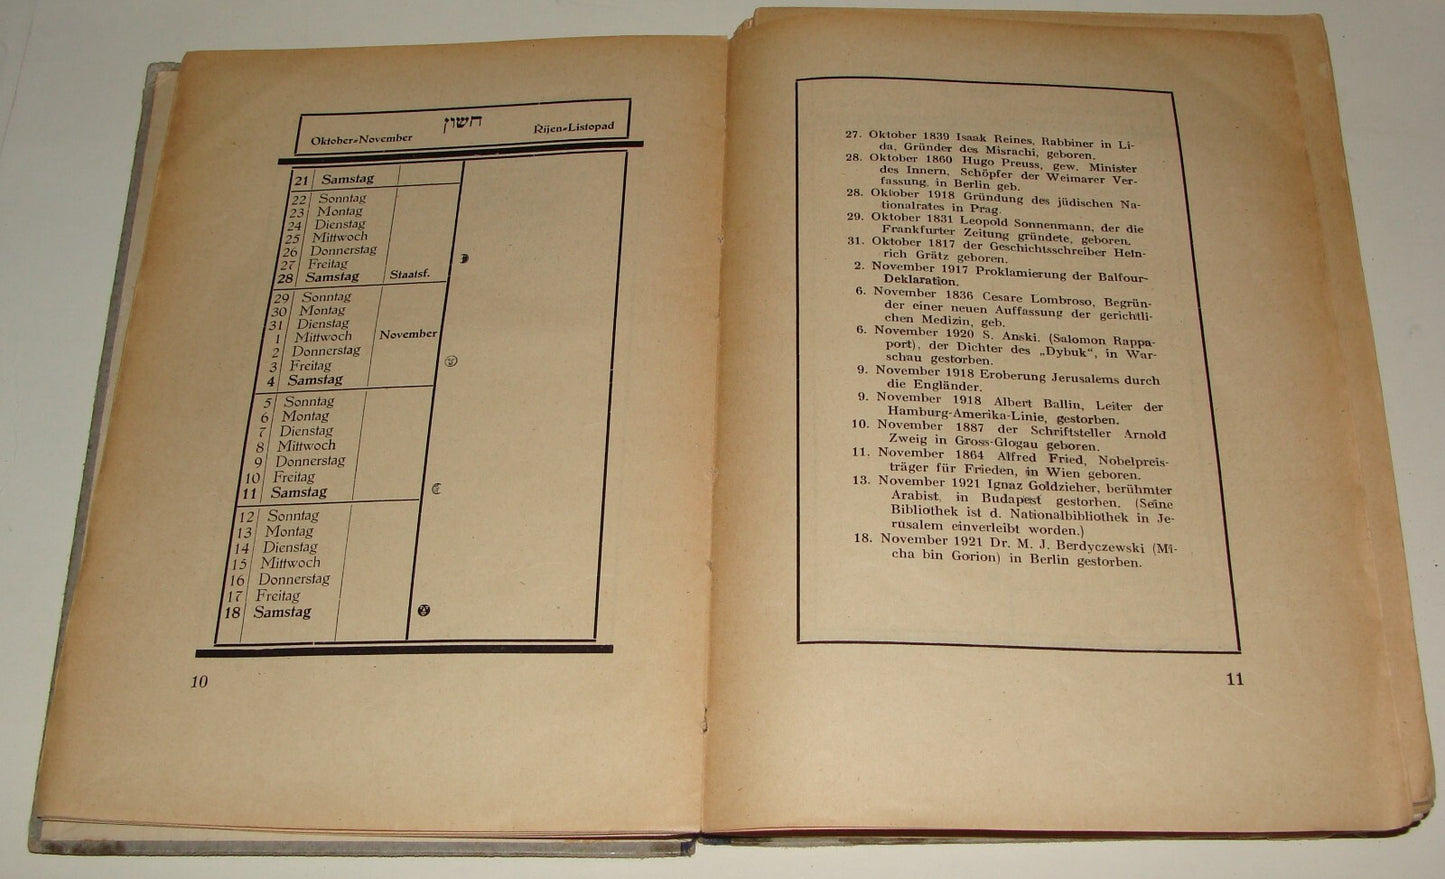 חשון
Oktober=November
Řijen=Listopad
21 Samstag
22 Sonntag
23 Montag
24 Dienstag
25 Mittwoch
26 Donnerstag
27 Freitag
28 Samstag Staatsf.
29 Sonntag
30 Montag
31 Dienstag
1 Mittwoch November
2 Donnerstag
3 Freitag
4 Samstag
5 Sonntag
6 Montag
7 Dienstag
8 Mittwoch
9 Donnerstag
10 Freitag
11 Samstag
12 Sonntag
13 Montag
14 Dienstag
15 Mittwoch
16 Donnerstag
17 Freitag
18 Samstag
10
27. Oktober 1839 Isaak Reines, Rabbiner in Li-
da, Gründer des Misrachi, geboren.
28. Oktober 1860 Hugo Preuss, gew. Minister
des Innern, Schöpfer der Weimarer Ver-
fassung, in Berlin geb.
28. Oktober 1918 Gründung des jüdischen Na-
tionalrates in Prag.
29. Oktober 1831 Leopold Sonnenmann, der die
Frankfurter Zeitung gründete, geboren.
31. Oktober 1817 der Geschichtsschreiber Hein-
rich Grätz geboren.
2. November 1917 Proklamierung der Balfour-
Deklaration.
6. November 1836 Cesare Lombroso, Begrün-
der einer neuen Auffassung der gerichtli-
chen Medizin, geb.
6. November 1920 S. Anski. (Salomon Rappa-
port), der Dichter des „Dybuk“, in War-
schau gestorben.
9. November 1918 Eroberung Jerusalems durch
die Engländer.
9. November 1918 Albert Ballin, Leiter der
Hamburg-Amerika-Linie, gestorben.
10. November 1887 der Schriftsteller Arnold
Zweig in Gross-Glogau geboren.
11. November 1864 Alfred Fried, Nobelpreis-
träger für Frieden, in Wien geboren.
13. November 1921 Ignaz Goldzieher, berühmter
Arabist, in Budapest gestorben. (Seine
Bibliothek ist d. Nationalbibliothek in Je-
rusalem einverleibt worden.)
18. November 1921 Dr. M. J. Berdyczewski (Mi-
cha bin Gorion) in Berlin gestorben.
11